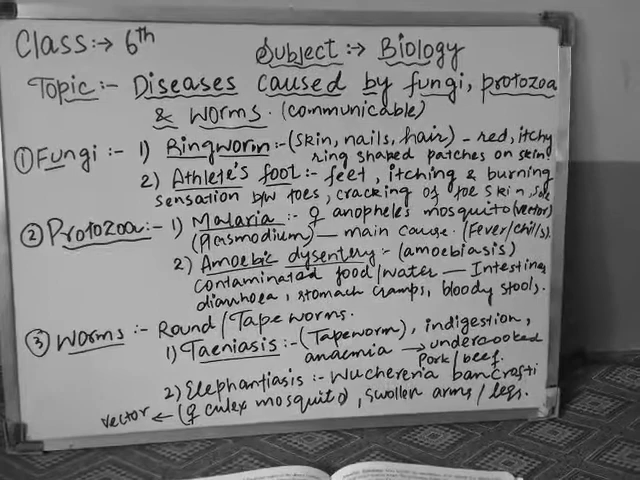 Class:→ 6th
Subject:→ Biology
Topic:- Diseases caused by fungi, protozoa
& worms. (communicable)
① Fungi :- 1) Ringworm:-(skin, nails, hair) - red, itchy
ring shaped patches on skin
2) Athlete's foot:- feet, itching & burning
sensation b/w toes, cracking of toe skin, sole
② Protozoa:- 1) Malaria :- ♀ anopheles mosquito (vector)
(Plasmodium) — main cause. (Fever/chills).
2) Amoebic dysentery:- (amoebiasis)
contaminated food/water — Intestines
diarrhoea, stomach cramps, bloody stools.
③ Worms :- Round/Tape worms.
1) Taeniasis:-(Tapeworm), indigestion,
anaemia → undercooked
Pork/beef.
2) Elephantiasis:- Wuchereria bancrofti
vector ← (♀ culex mosquito), swollen arms/legs.